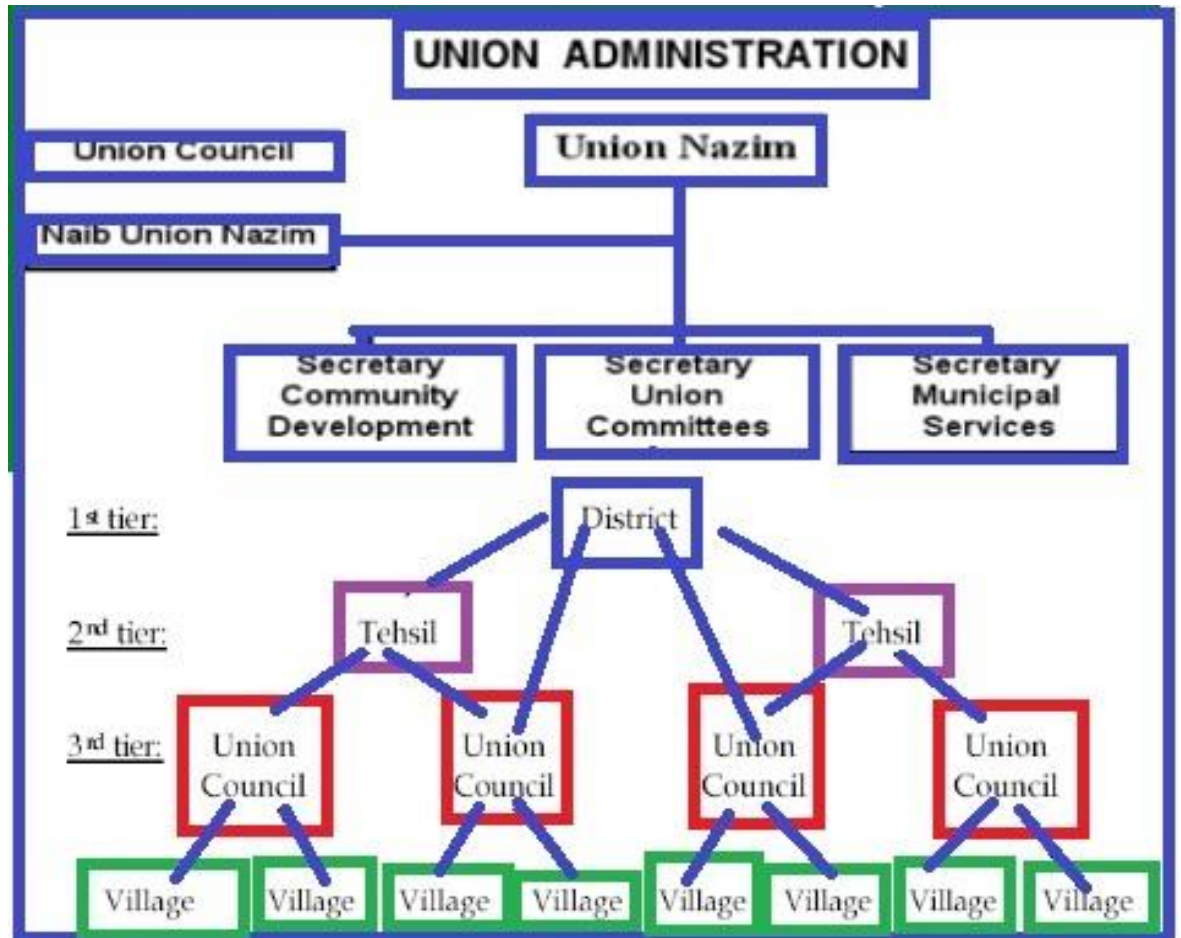 UNION ADMINISTRATION
Union Nazim
Union Council
Naib Union Nazim
Secretary
Community
Development
Secretary
Union
Committees
Secretary
Municipal
Services
1st tier:
District
2nd tier:
Tehsil
Tehsil
3rd tier:
Union
Council
Union
Council
Union
Council
Union
Council
Village
Village
Village
Village
Village
Village
Village
Village